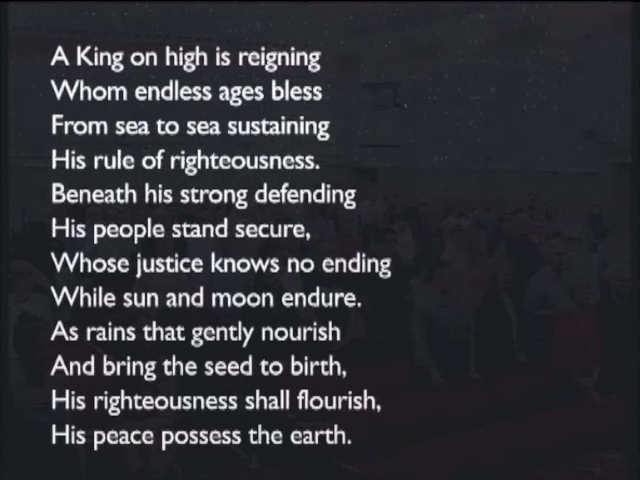 A King on high is reigning
Whom endless ages bless
From sea to sea sustaining
His rule of righteousness.
Beneath his strong defending
His people stand secure,
Whose justice knows no ending
While sun and moon endure.
As rains that gently nourish
And bring the seed to birth,
His righteousness shall flourish,
His peace possess the earth.